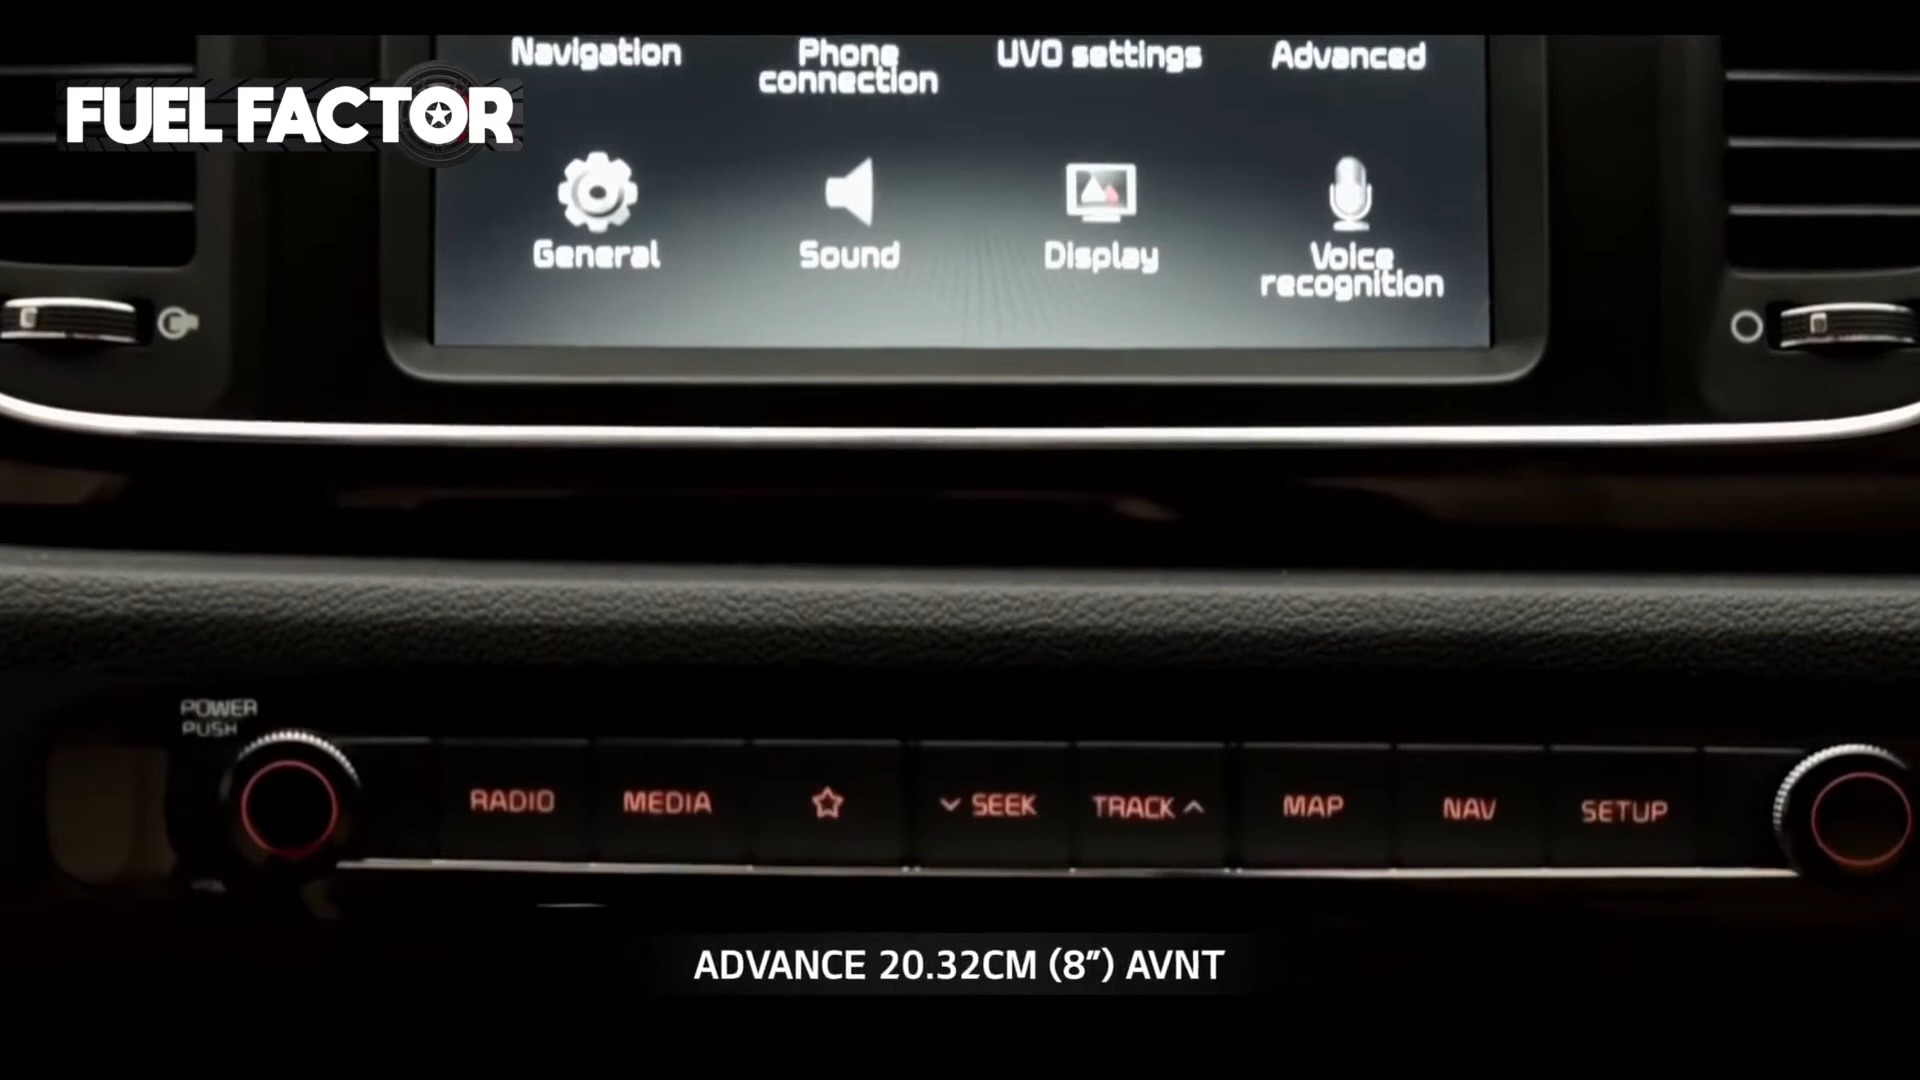 Navigation
Phone
connection
UVO settings
Advanced
FUEL FACTOR
General
Sound
Display
Voice
recognition
POWER
PUSH
RADIO
MEDIA
SEEK
TRACK
MAP
NAV
SETUP
ADVANCE 20.32CM (8”) AVNT